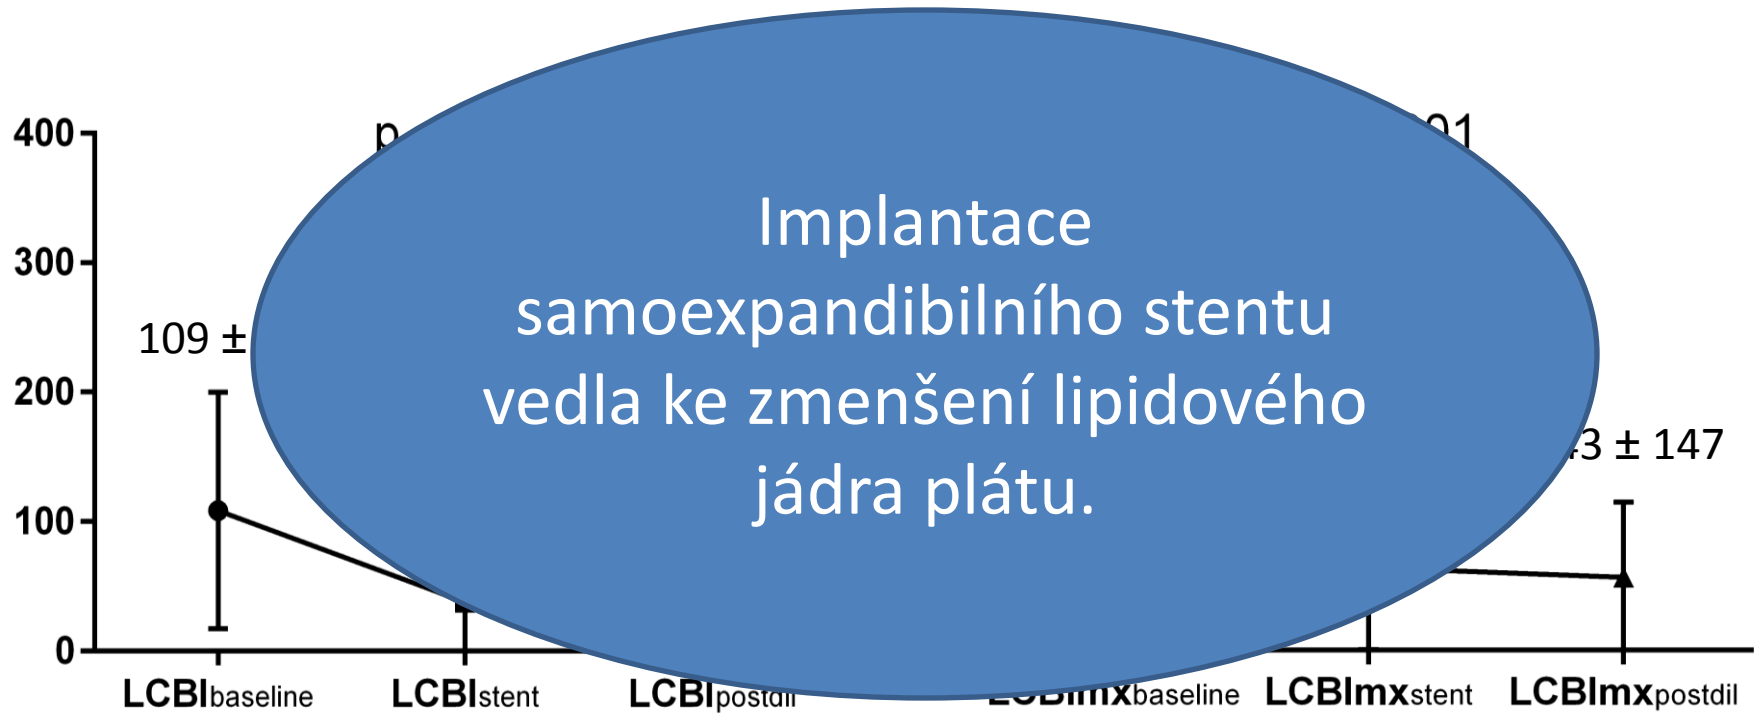 400
p
01
Implantace
300
samoexpandibilního stentu
109 ±
200
vedla ke zmenšení lipidového
3 ± 147
jádra plátu.
100
0
LCBIbaseline LCBIstent LCBIpostdil LCBImxbaseline LCBImxstent LCBImxpostdil